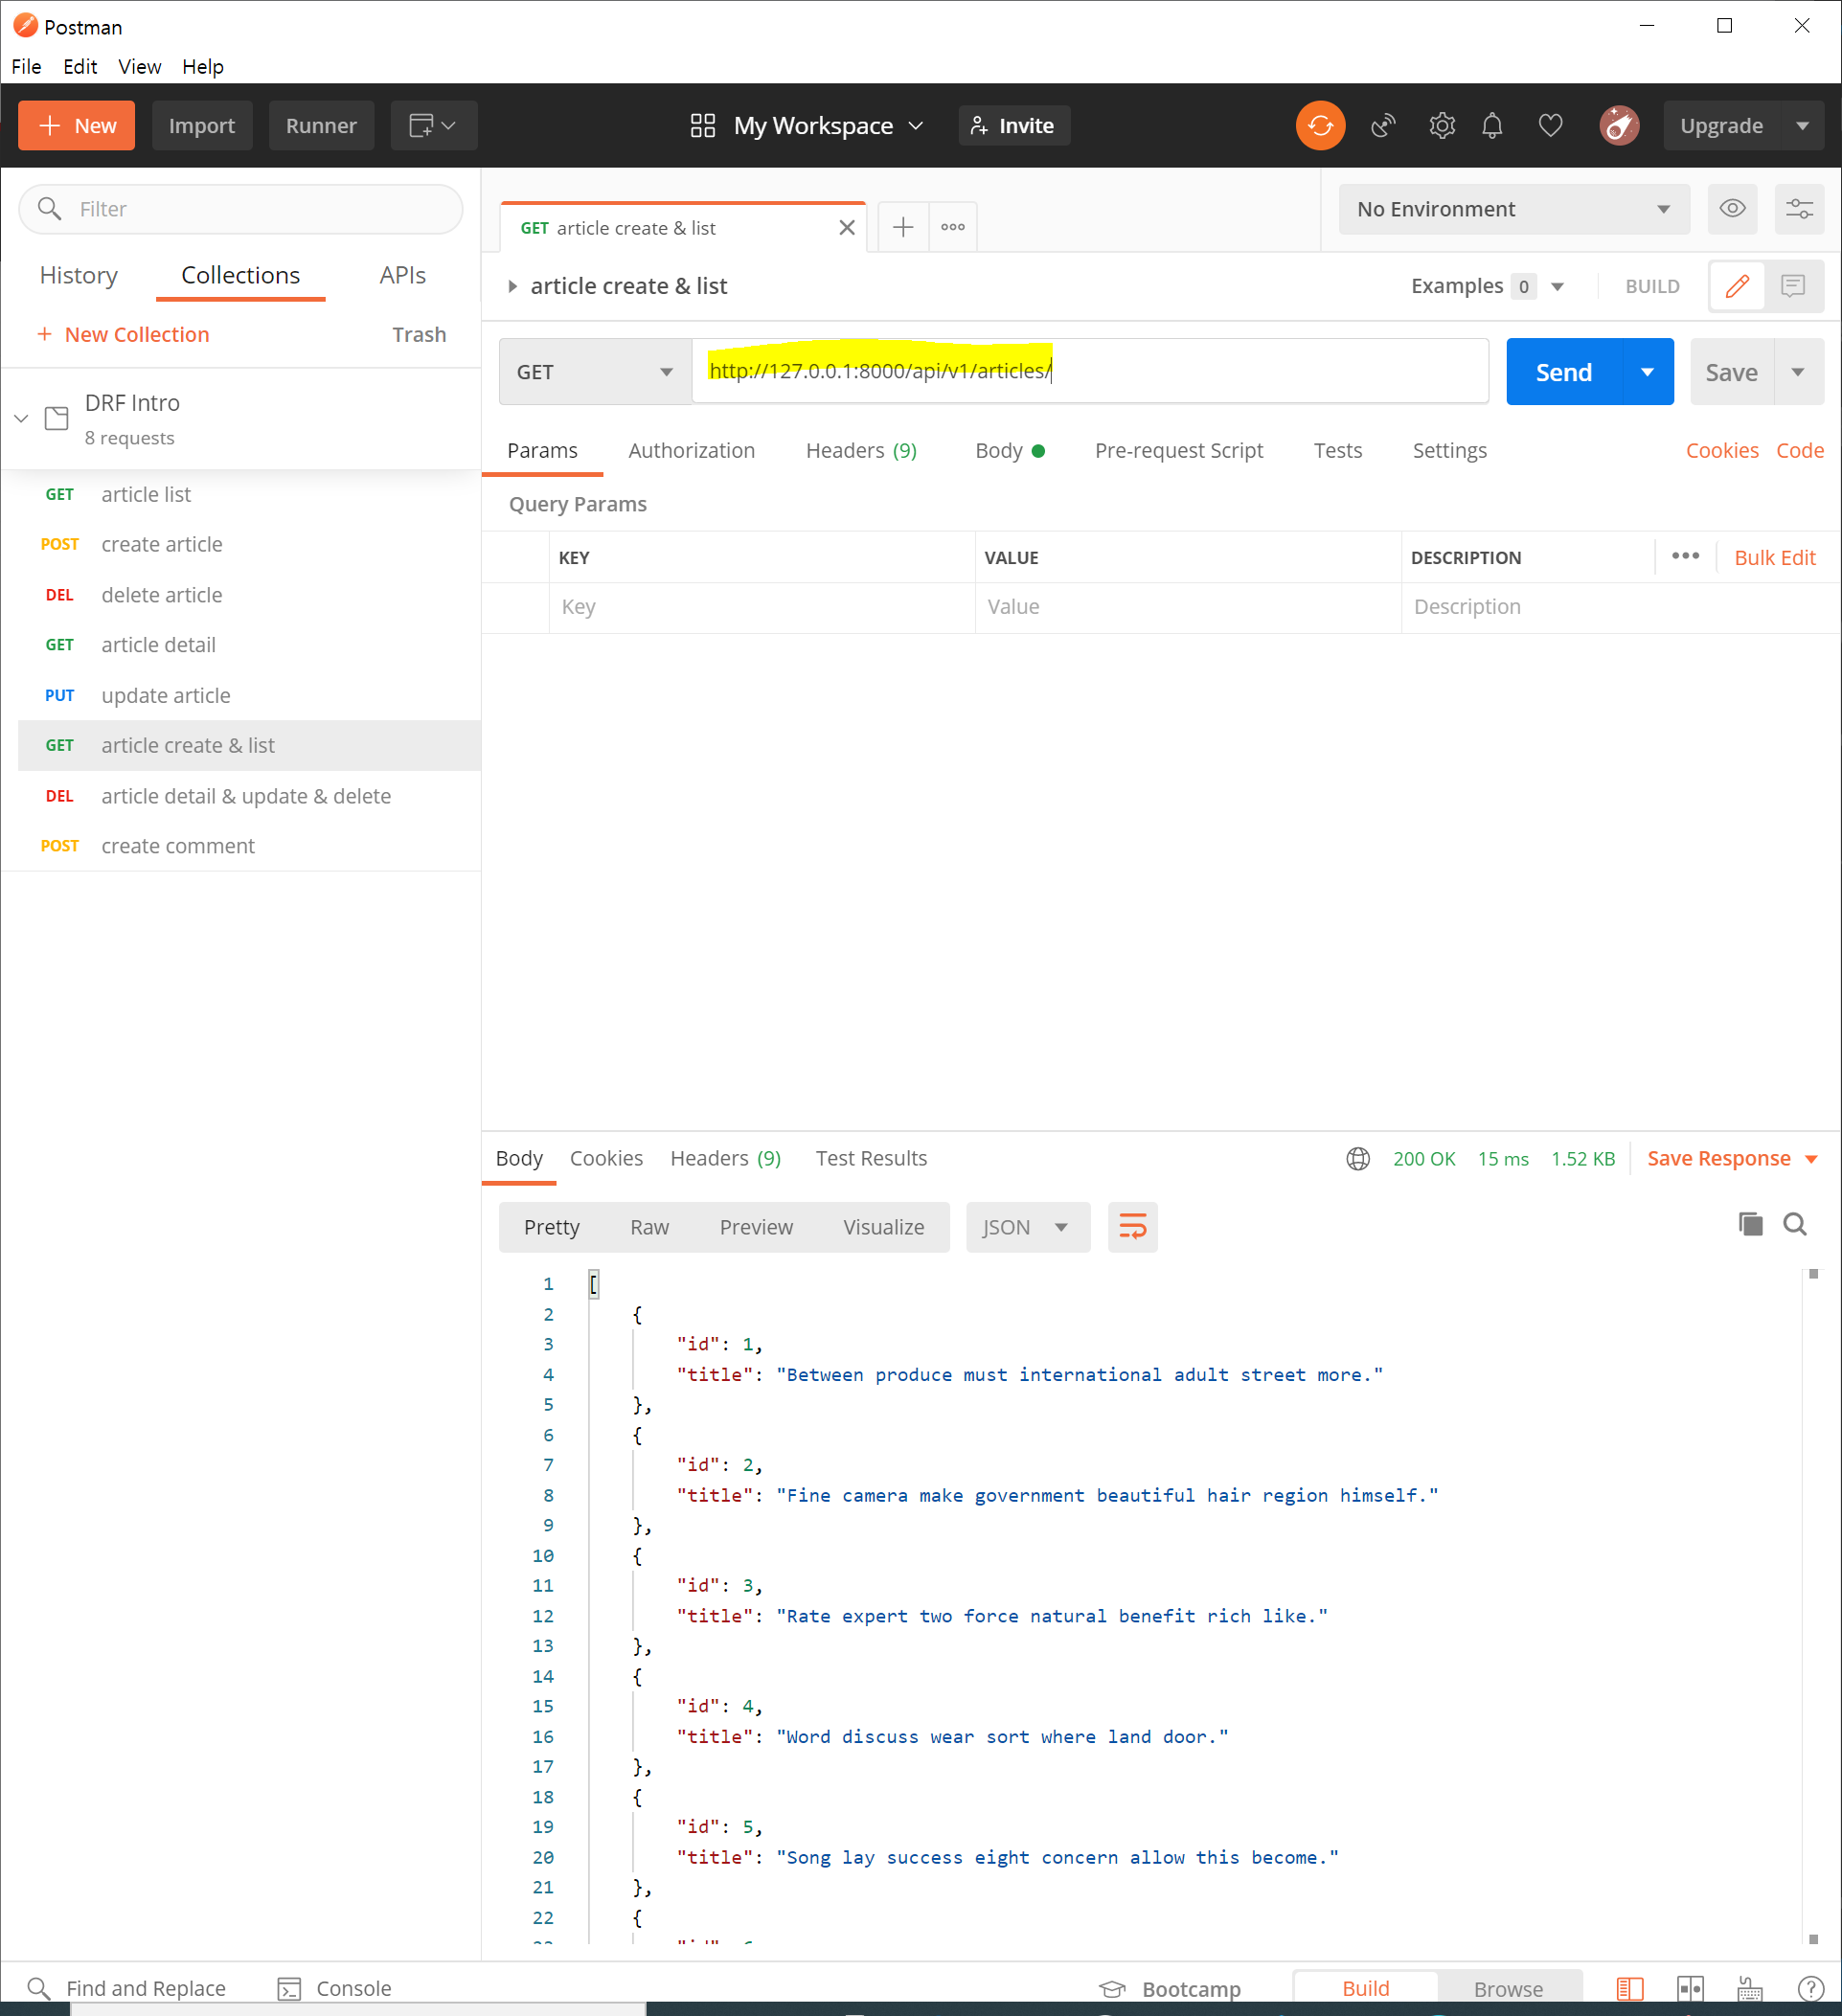 Postman
File Edit View Help
New Import Runner My Workspace Invite Upgrade
Filter
History Collections APIs
+ New Collection Trash
DRF Intro
8 requests
GET article list
POST create article
DEL delete article
GET article detail
PUT update article
GET article create & list
DEL article detail & update & delete
POST create comment
GET article create & list
No Environment
article create & list
Examples 0 BUILD
GET http://127.0.0.1:8000/api/v1/articles/ Send Save
Params Authorization Headers (9) Body Pre-request Script Tests Settings Cookies Code
Query Params
KEY VALUE DESCRIPTION Bulk Edit
Key Value Description
Body Cookies Headers (9) Test Results 200 OK 15 ms 1.52 KB Save Response
Pretty Raw Preview Visualize JSON
1 [
2 {
3 "id": 1,
4 "title": "Between produce must international adult street more."
5 },
6 {
7 "id": 2,
8 "title": "Fine camera make government beautiful hair region himself."
9 },
10 {
11 "id": 3,
12 "title": "Rate expert two force natural benefit rich like."
13 },
14 {
15 "id": 4,
16 "title": "Word discuss wear sort where land door."
17 },
18 {
19 "id": 5,
20 "title": "Song lay success eight concern allow this become."
21 },
22 {
Find and Replace Console Bootcamp Build Browse